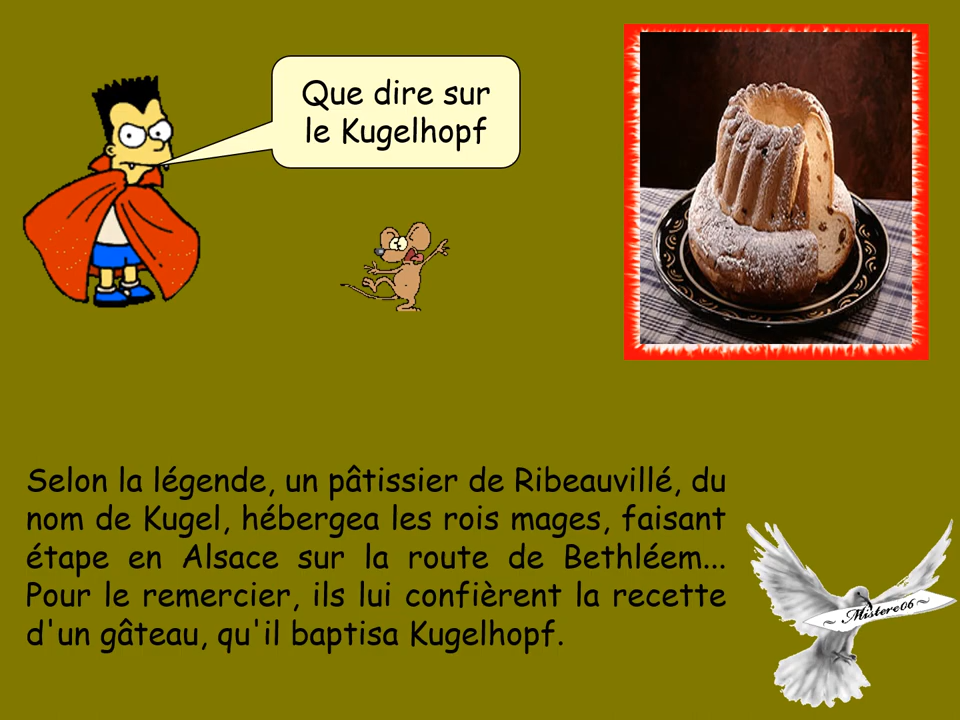 Que dire sur
le Kugelhopf
Selon la légende, un pâtissier de Ribeauvillé, du
nom de Kugel, hébergea les rois mages, faisant
étape en Alsace sur la route de Bethléem...
Pour le remercier, ils lui confièrent la recette
d'un gâteau, qu'il baptisa Kugelhopf.
~ Mistere06 ~